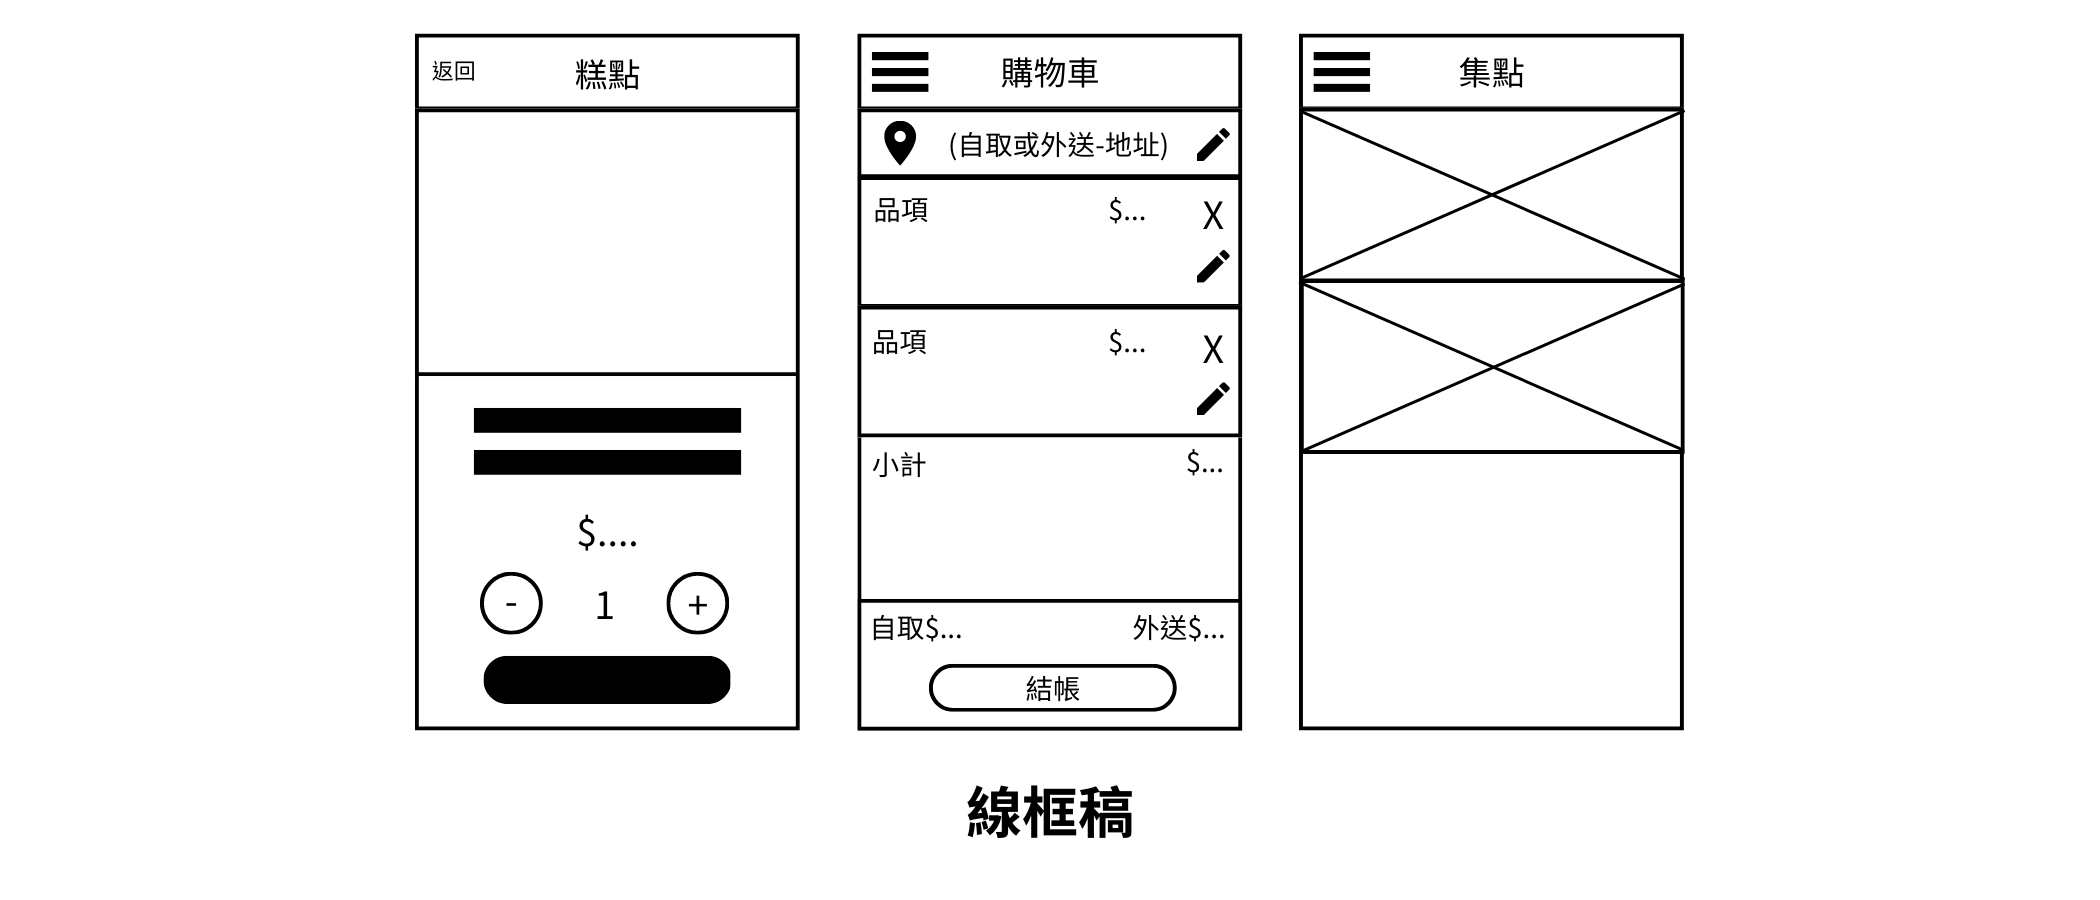 返回 糕點
$....
- 1 +
購物車
(自取或外送-地址)
品項 $... X
品項 $... X
小計 $...
自取$... 外送$...
結帳
集點
線框稿